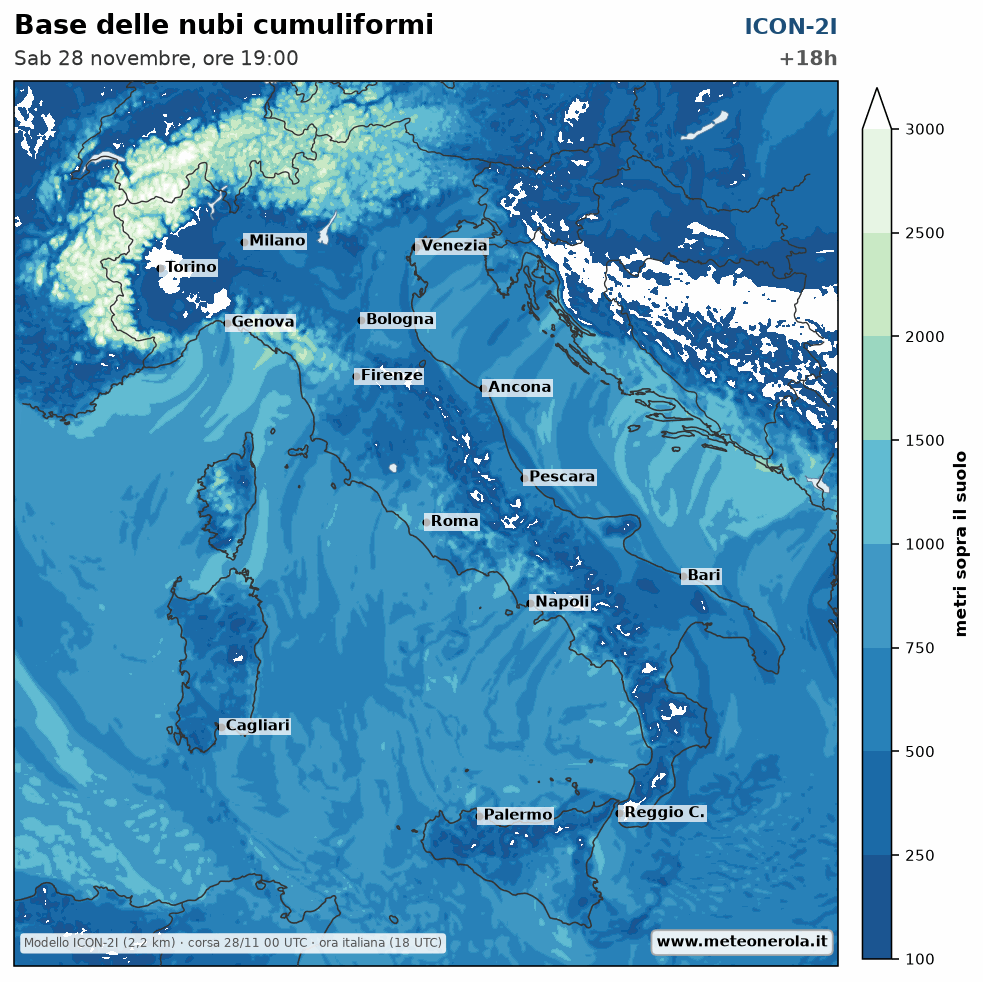 Base delle nubi cumuliformi
ICON-2I
Sab 28 novembre, ore 19:00
+18h
3000
2500
2000
1500
1000
750
500
250
100
metri sopra il suolo
Milano
Venezia
Torino
Genova
Bologna
Firenze
Ancona
Pescara
Roma
Bari
Napoli
Cagliari
Palermo
Reggio C.
Modello ICON-2I (2,2 km) · corsa 28/11 00 UTC · ora italiana (18 UTC)
www.meteonerola.it